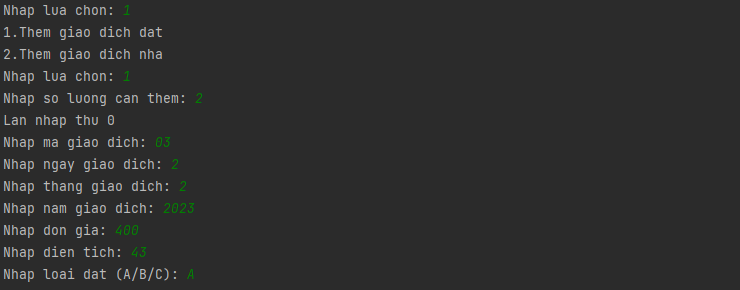 Nhap lua chon: 1
1.Them giao dich dat
2.Them giao dich nha
Nhap lua chon: 1
Nhap so luong can them: 2
Lan nhap thu 0
Nhap ma giao dich: 03
Nhap ngay giao dich: 2
Nhap thang giao dich: 2
Nhap nam giao dich: 2023
Nhap don gia: 400
Nhap dien tich: 43
Nhap loai dat (A/B/C): A